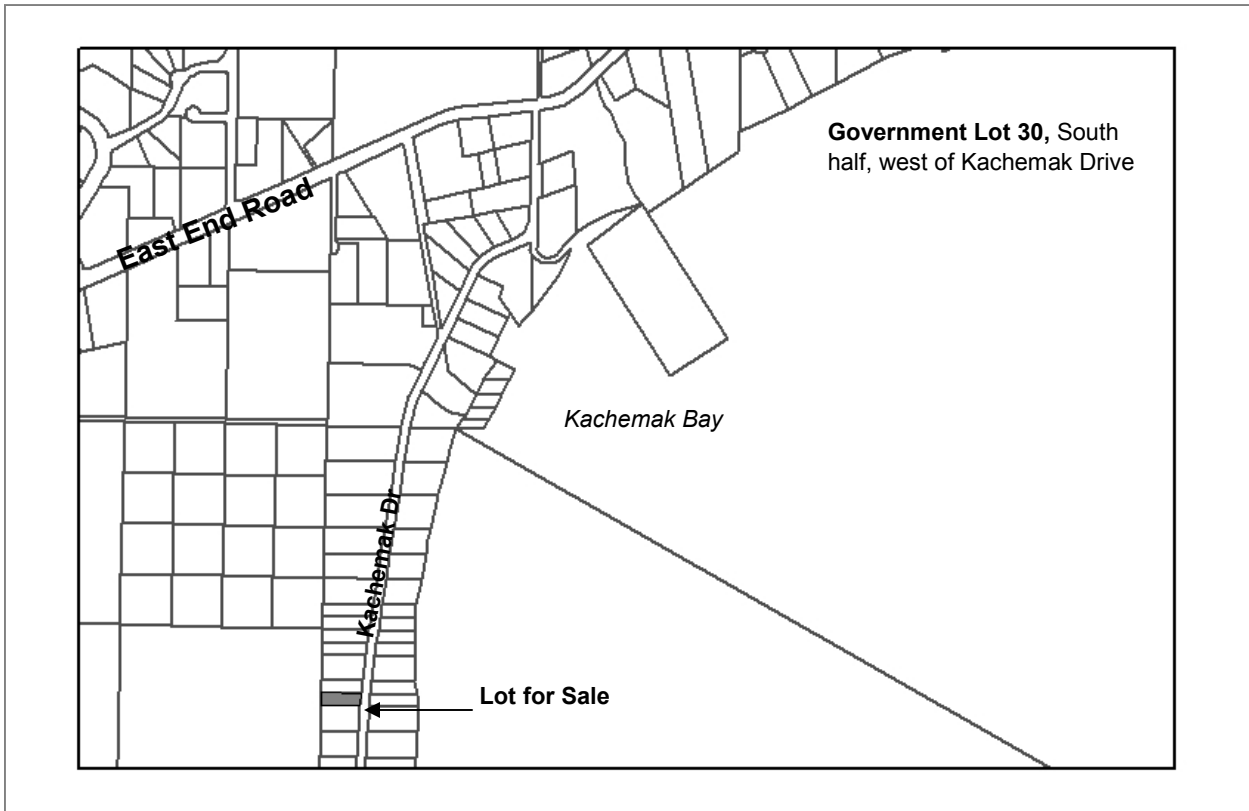 Government Lot 30, South
half, west of Kachemak Drive
East End Road
Kachemak Bay
Kachemak Dr
Lot for Sale